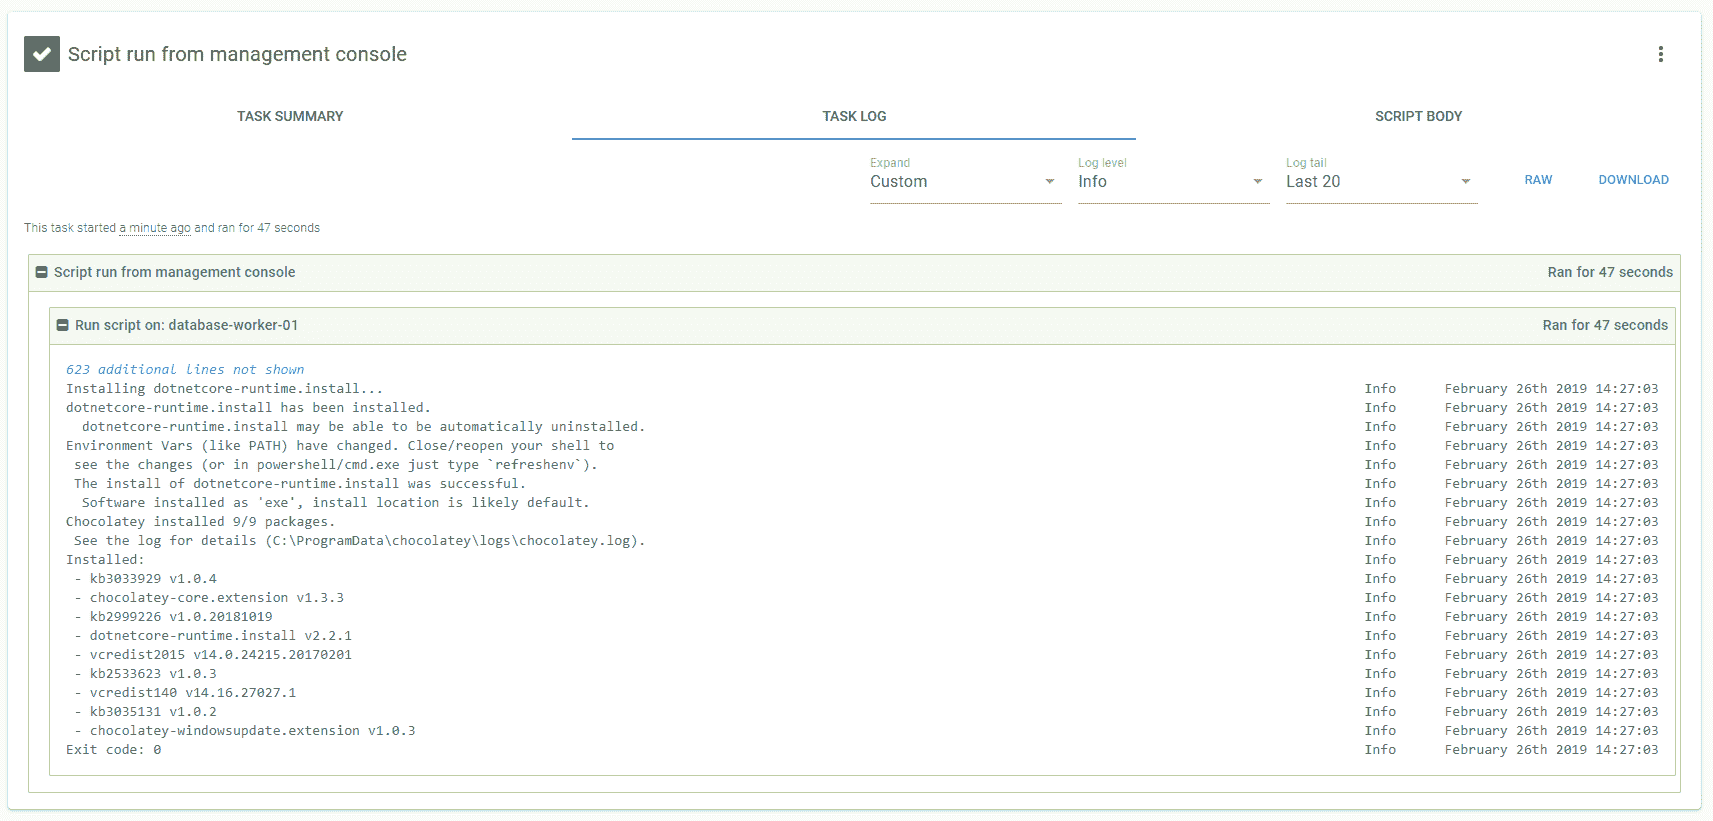 Script run from management console
TASK SUMMARY TASK LOG SCRIPT BODY
Expand Log level Log tail
Custom Info Last 20 RAW DOWNLOAD
This task started a minute ago and ran for 47 seconds
Script run from management console Ran for 47 seconds
Run script on: database-worker-01 Ran for 47 seconds
623 additional lines not shown
Installing dotnetcore-runtime.install... Info February 26th 2019 14:27:03
dotnetcore-runtime.install has been installed. Info February 26th 2019 14:27:03
dotnetcore-runtime.install may be able to be automatically uninstalled. Info February 26th 2019 14:27:03
Environment Vars (like PATH) have changed. Close/reopen your shell to Info February 26th 2019 14:27:03
see the changes (or in powershell/cmd.exe just type `refreshenv`). Info February 26th 2019 14:27:03
The install of dotnetcore-runtime.install was successful. Info February 26th 2019 14:27:03
Software installed as 'exe', install location is likely default. Info February 26th 2019 14:27:03
Chocolatey installed 9/9 packages. Info February 26th 2019 14:27:03
See the log for details (C:\ProgramData\chocolatey\logs\chocolatey.log). Info February 26th 2019 14:27:03
Installed: Info February 26th 2019 14:27:03
- kb3033929 v1.0.4 Info February 26th 2019 14:27:03
- chocolatey-core.extension v1.3.3 Info February 26th 2019 14:27:03
- kb2999226 v1.0.20181019 Info February 26th 2019 14:27:03
- dotnetcore-runtime.install v2.2.1 Info February 26th 2019 14:27:03
- vcredist2015 v14.0.24215.20170201 Info February 26th 2019 14:27:03
- kb2533623 v1.0.3 Info February 26th 2019 14:27:03
- vcredist140 v14.16.27027.1 Info February 26th 2019 14:27:03
- kb3035131 v1.0.2 Info February 26th 2019 14:27:03
- chocolatey-windowsupdate.extension v1.0.3 Info February 26th 2019 14:27:03
Exit code: 0 Info February 26th 2019 14:27:03